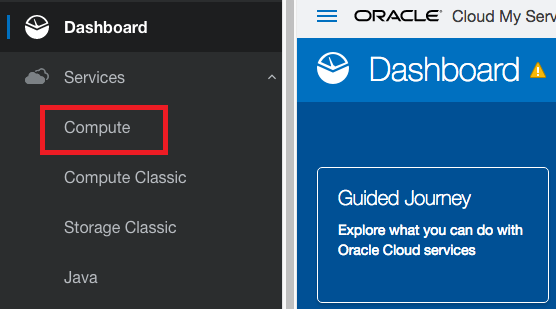 Dashboard
Services
Compute
Compute Classic
Storage Classic
Java
ORACLE® Cloud My Serv
Dashboard
Guided Journey
Explore what you can do with
Oracle Cloud services